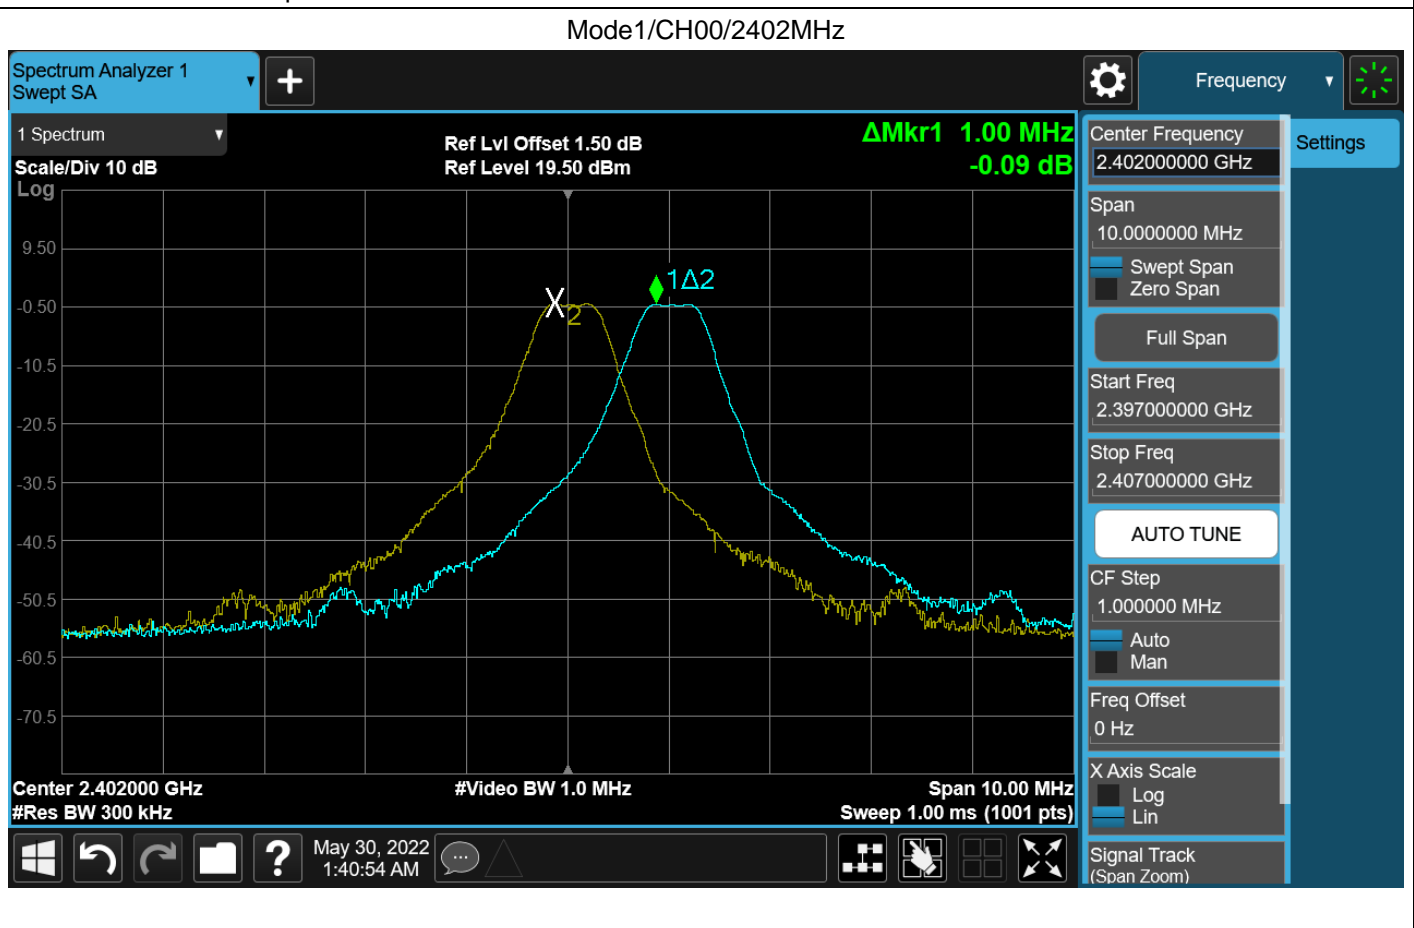 Mode1/CH00/2402MHz
Spectrum Analyzer 1
Swept SA
Frequency
1 Spectrum
Scale/Div 10 dB
Log
Ref Lvl Offset 1.50 dB
Ref Level 19.50 dBm
ΔMkr1 1.00 MHz
-0.09 dB
9.50
-0.50
-10.5
-20.5
-30.5
-40.5
-50.5
-60.5
-70.5
X
2
1Δ2
Center 2.402000 GHz
#Video BW 1.0 MHz
Span 10.00 MHz
#Res BW 300 kHz
Sweep 1.00 ms (1001 pts)
Center Frequency
2.402000000 GHz
Settings
Span
10.0000000 MHz
Swept Span
Zero Span
Full Span
Start Freq
2.397000000 GHz
Stop Freq
2.407000000 GHz
AUTO TUNE
CF Step
1.000000 MHz
Auto
Man
Freq Offset
0 Hz
X Axis Scale
Log
Lin
Signal Track
(Span Zoom)
?
May 30, 2022
1:40:54 AM